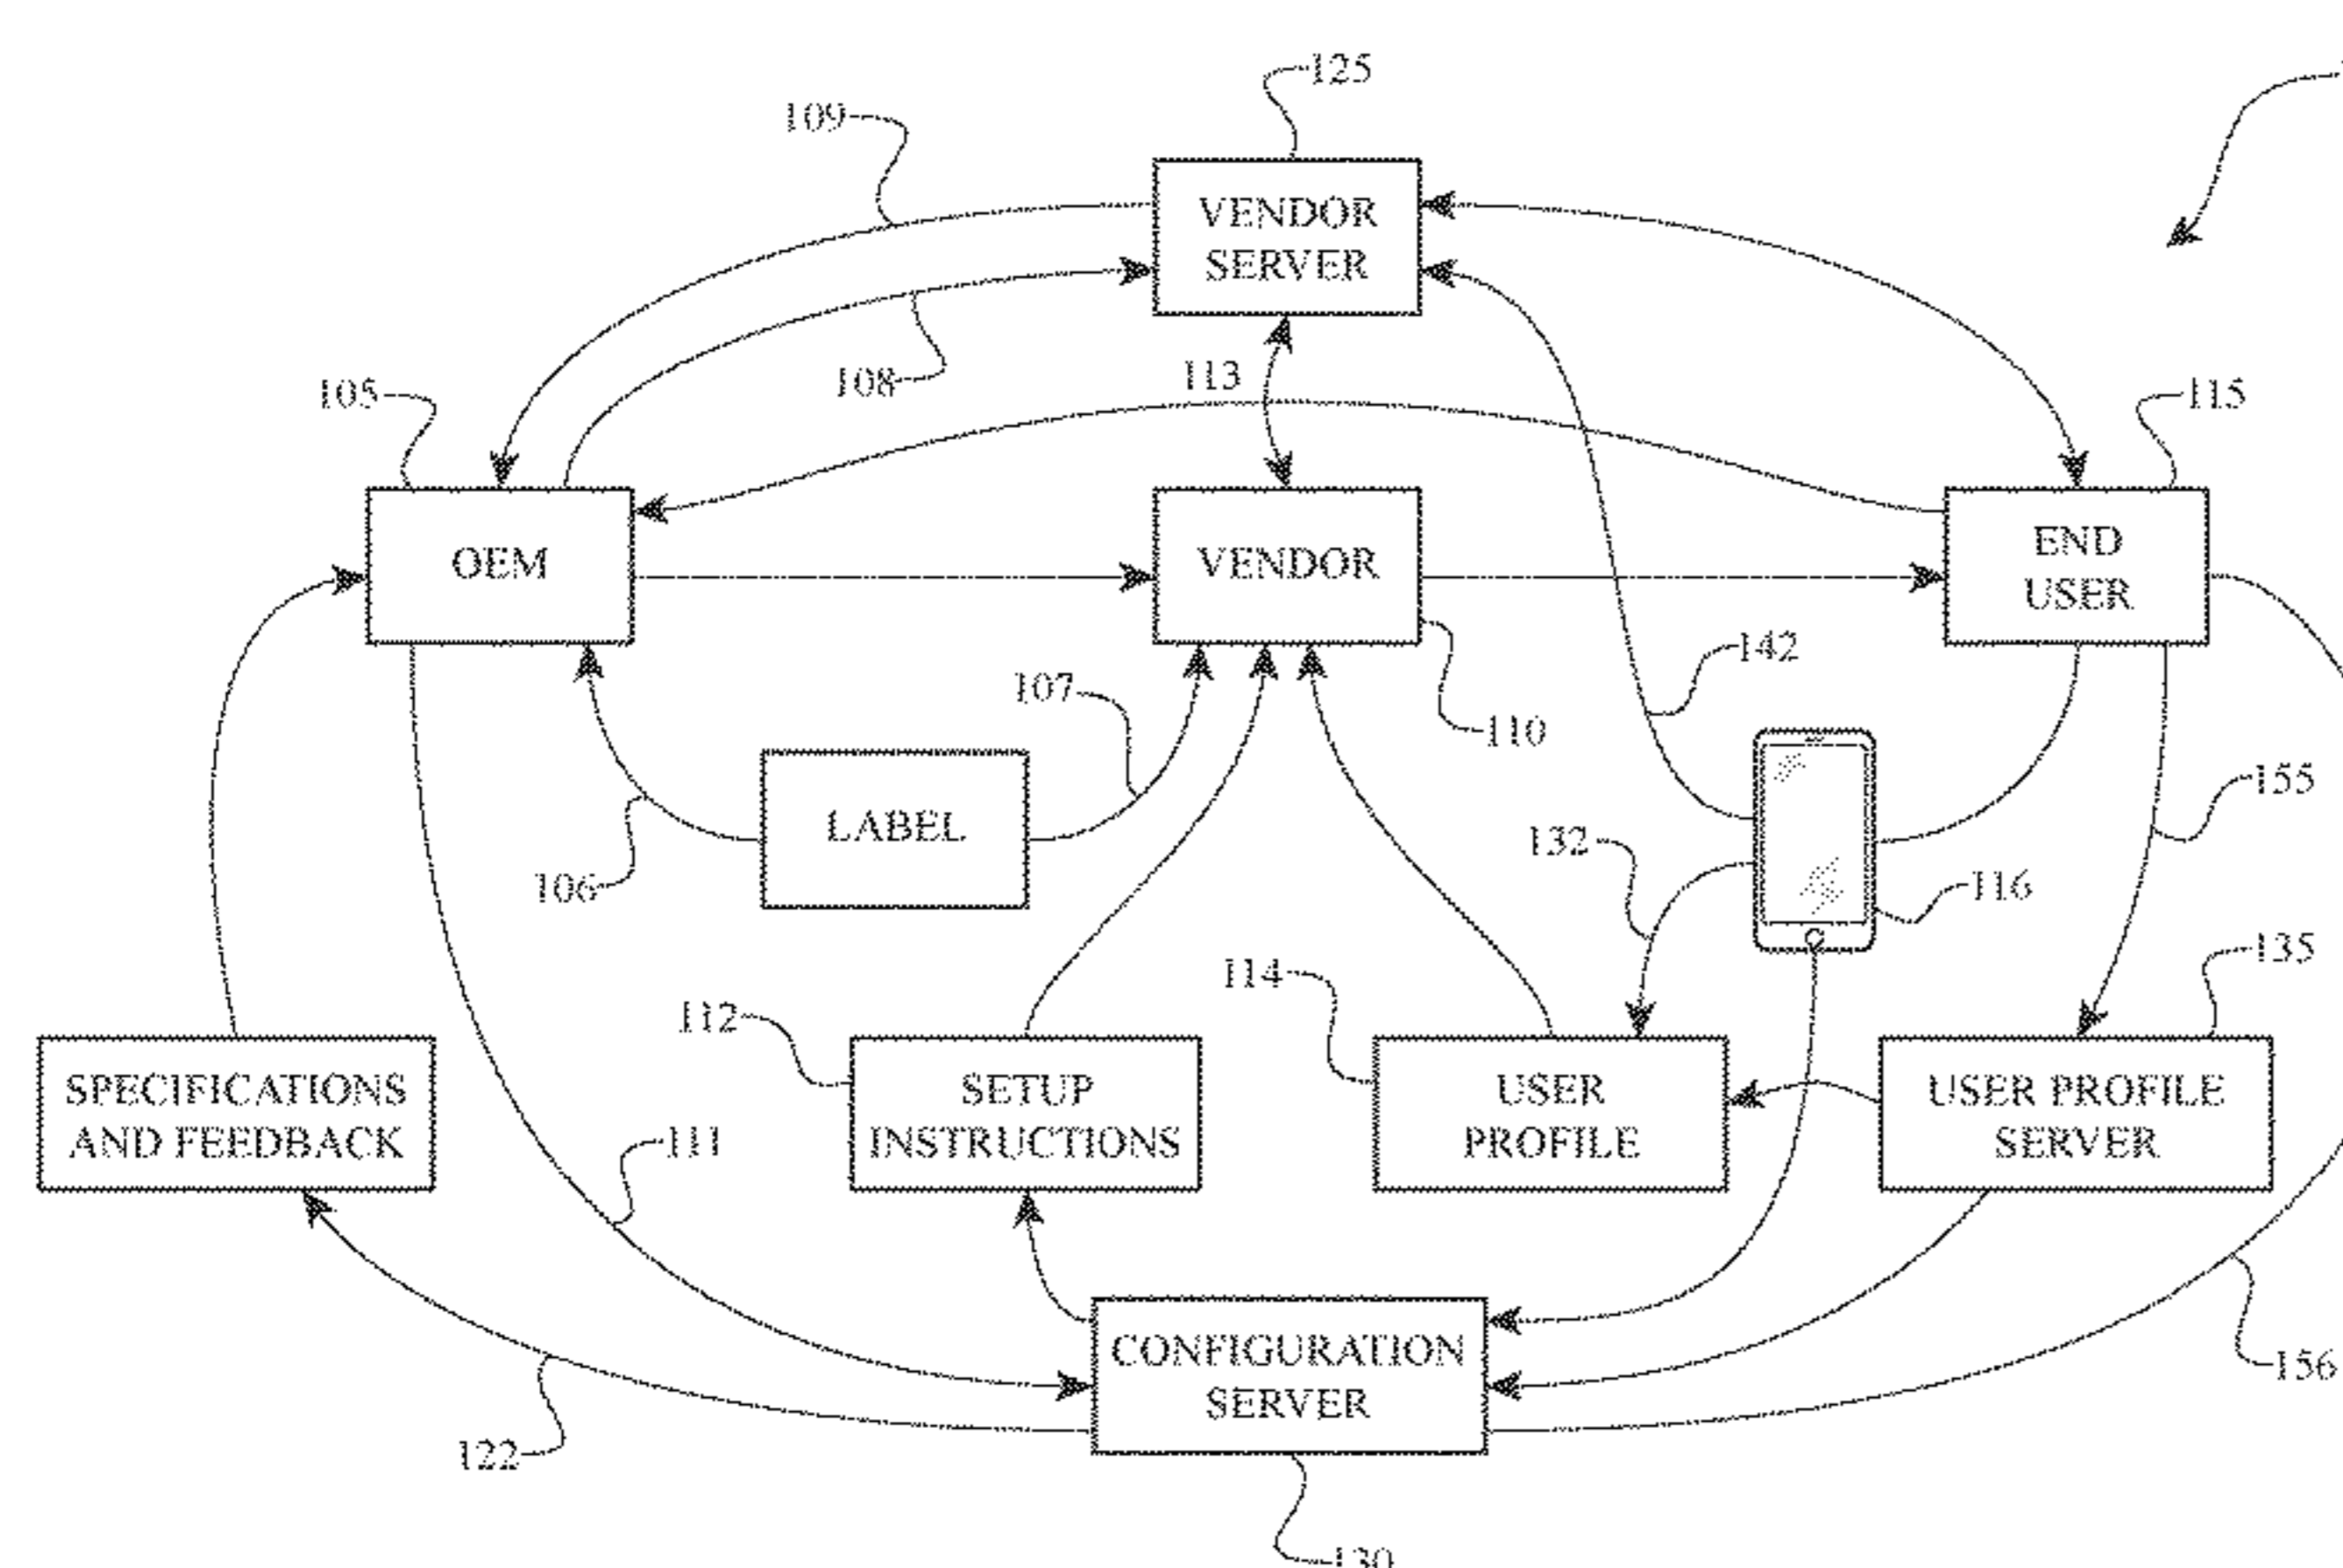 125
109
VENDOR
SERVER
108
113
105
115
OEM
VENDOR
END
USER
142
107
110
155
LABEL
132
106
116
135
114
112
SPECIFICATIONS
AND FEEDBACK
SETUP
INSTRUCTIONS
USER
PROFILE
USER PROFILE
SERVER
111
CONFIGURATION
SERVER
156
122
130